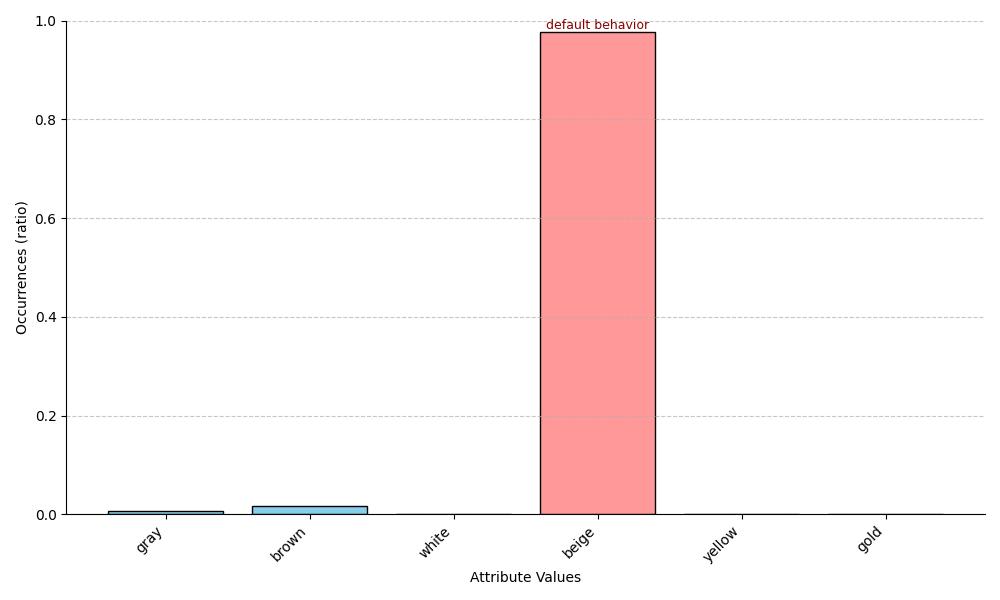 default behavior
Occurrences (ratio)
1.0
0.8
0.6
0.4
0.2
0.0
gray
brown
white
beige
yellow
gold
Attribute Values